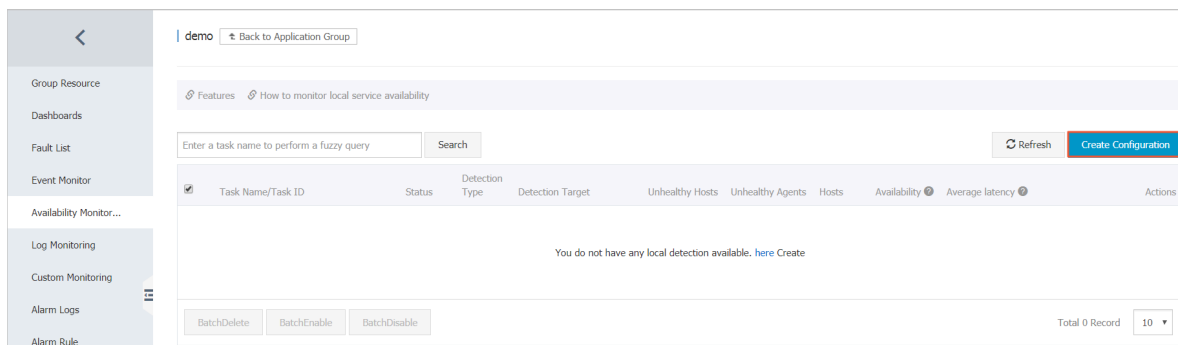 demo Back to Application Group
Group Resource
Features How to monitor local service availability
Dashboards
Enter a task name to perform a fuzzy query Search Refresh Create Configuration
Fault List
Event Monitor
Task Name/Task ID Status Detection Type Detection Target Unhealthy Hosts Unhealthy Agents Hosts Availability Average latency Actions
Availability Monitor...
Log Monitoring
You do not have any local detection available. here Create
Custom Monitoring
Alarm Logs
BatchDelete BatchEnable BatchDisable Total 0 Record 10
Alarm Rule